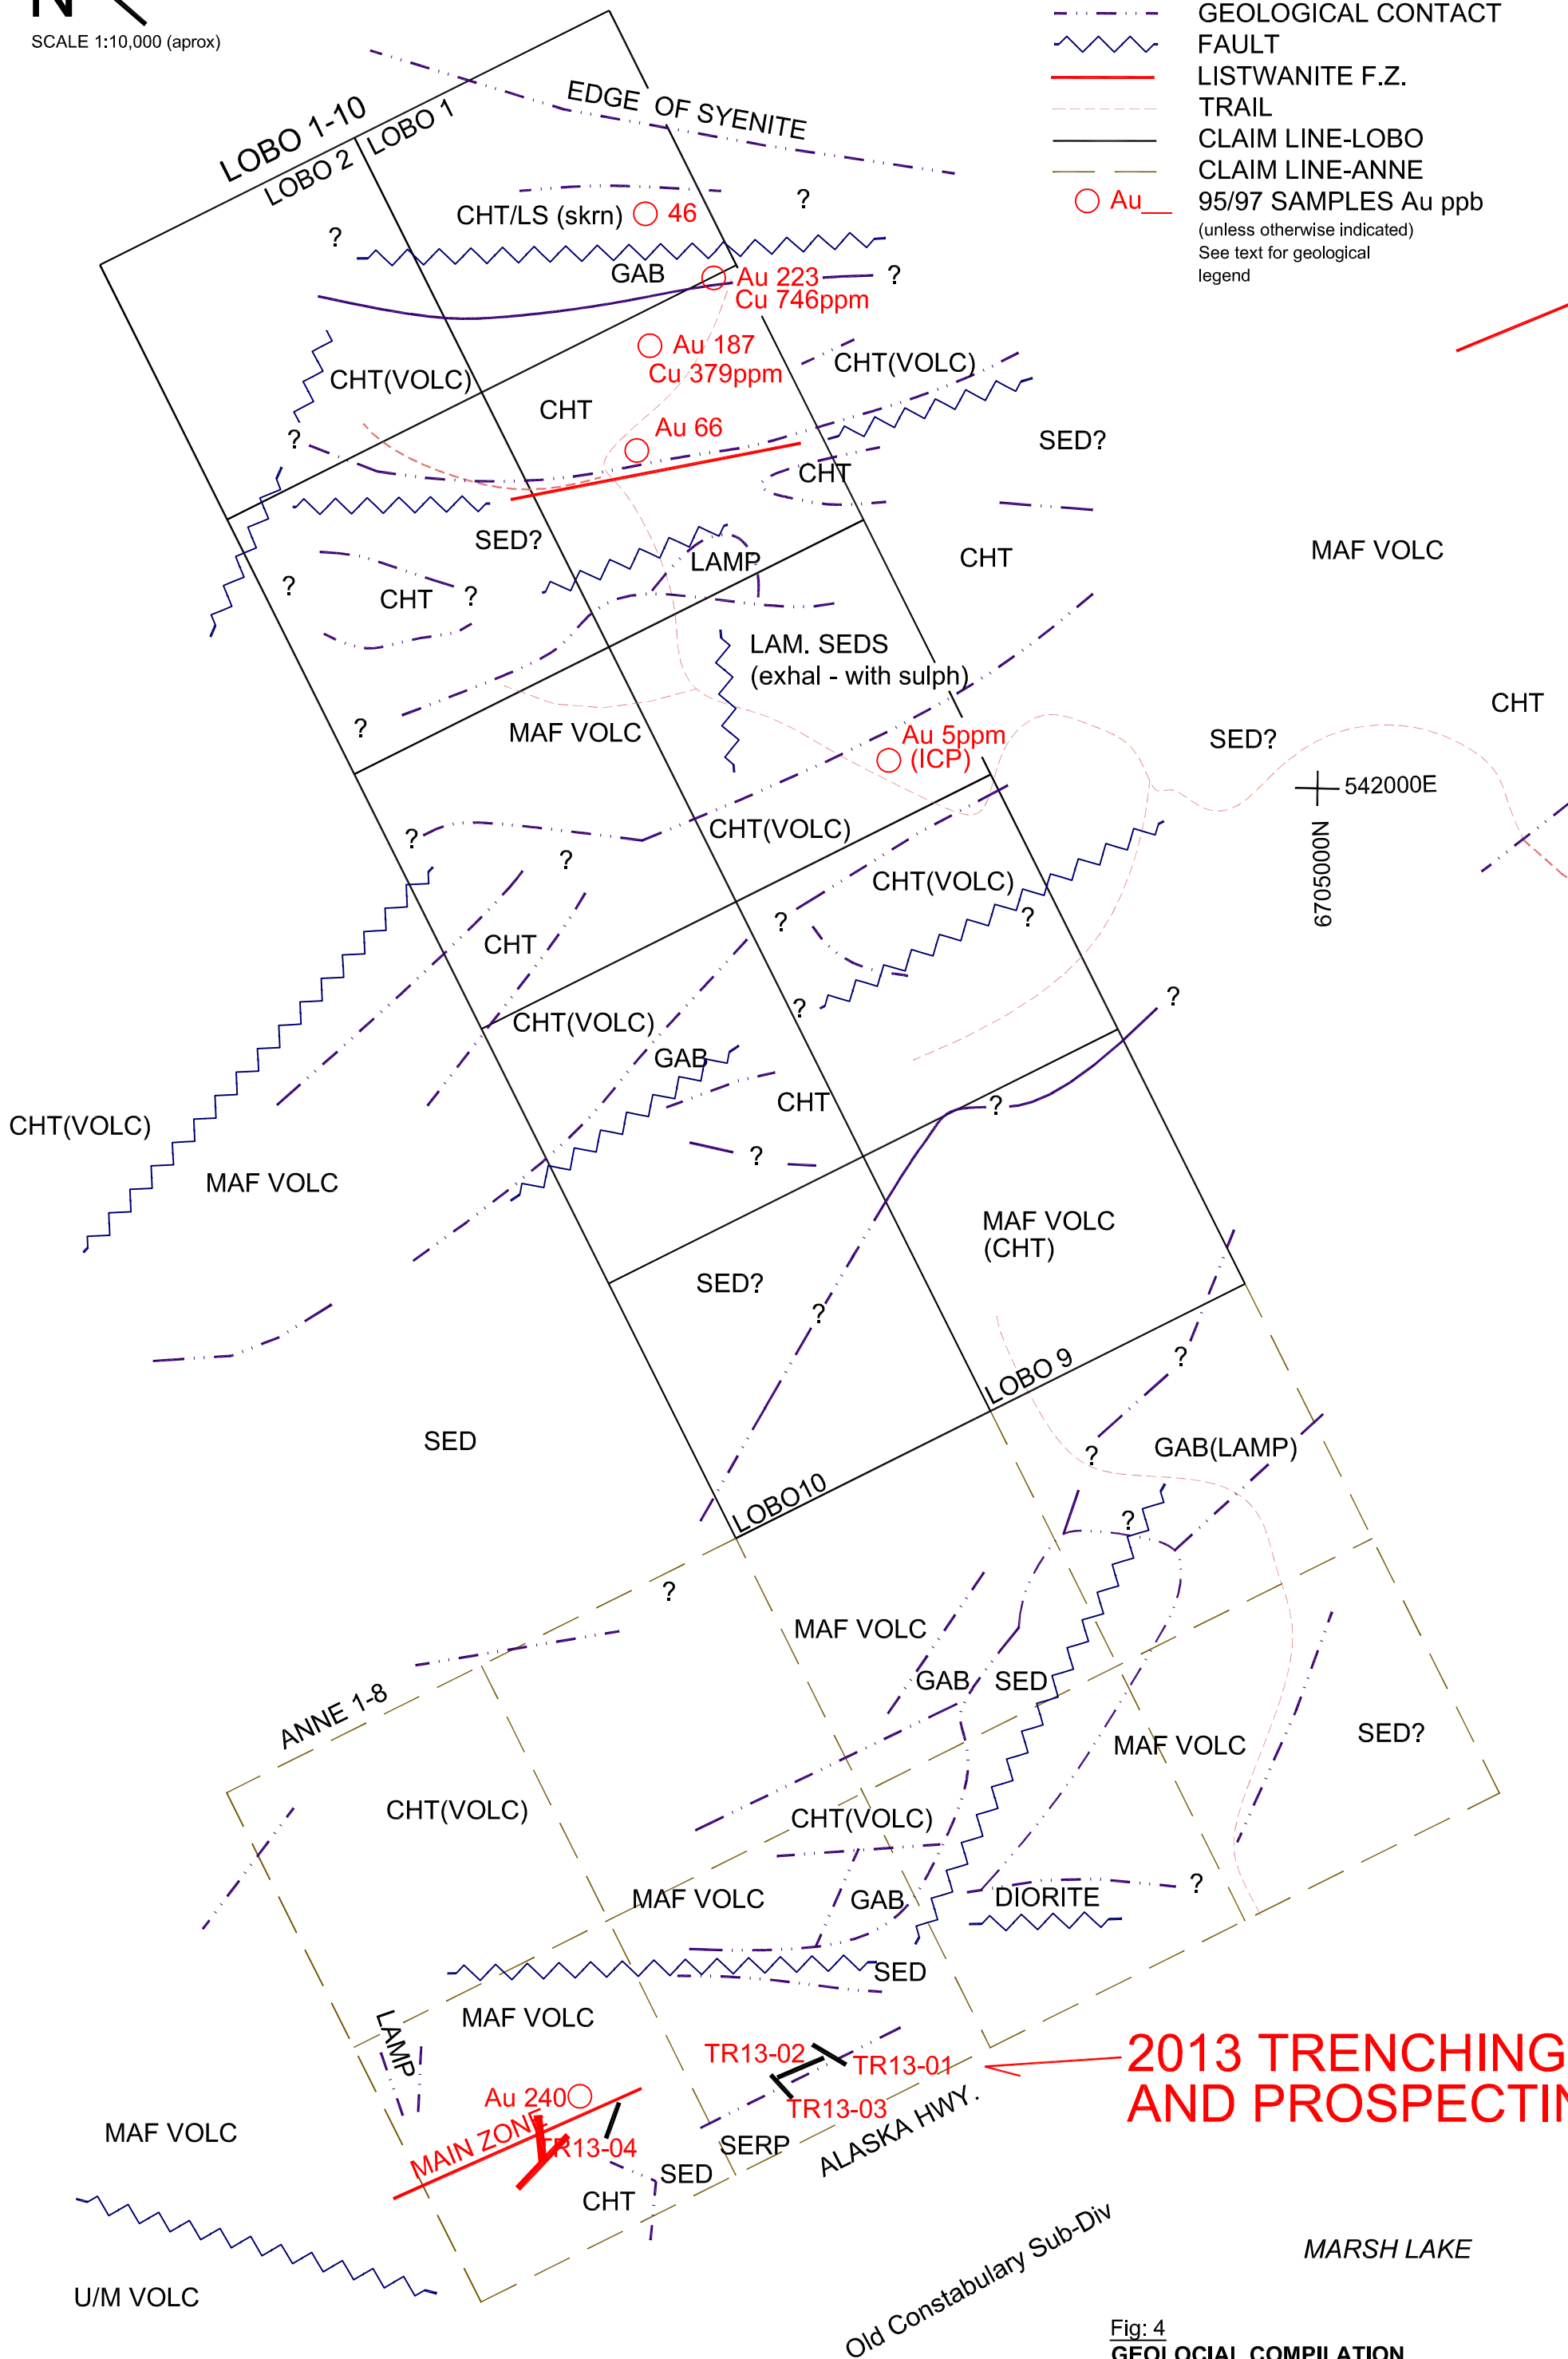 N
SCALE 1:10,000 (aprox)
GEOLOGICAL CONTACT
FAULT
LISTWANITE F.Z.
TRAIL
CLAIM LINE-LOBO
CLAIM LINE-ANNE
Au__ 95/97 SAMPLES Au ppb
(unless otherwise indicated)
See text for geological
legend
EDGE OF SYENITE
LOBO 1-10
LOBO 1
LOBO 2
CHT/LS (skrn)
46
?
?
GAB
Au 223
Cu 746ppm
?
Au 187
Cu 379ppm
CHT(VOLC)
CHT(VOLC)
CHT
Au 66
?
SED?
CHT
SED?
LAMP
CHT
MAF VOLC
?
CHT
?
LAM. SEDS
(exhal - with sulph)
CHT
?
MAF VOLC
Au 5ppm
(ICP)
SED?
542000E
6705000N
?
CHT(VOLC)
?
CHT(VOLC)
?
?
CHT
?
?
CHT(VOLC)
GAB
CHT
?
CHT(VOLC)
?
MAF VOLC
MAF VOLC
(CHT)
SED?
?
?
LOBO 9
SED
GAB(LAMP)
?
LOBO10
?
?
MAF VOLC
GAB
SED
ANNE 1-8
SED?
MAF VOLC
CHT(VOLC)
CHT(VOLC)
?
MAF VOLC
GAB
DIORITE
SED
MAF VOLC
LAMP
TR13-02
TR13-01
2013 TRENCHING
AND PROSPECTIN
Au 240
TR13-03
MAF VOLC
MAIN ZONE
TR13-04
SERP
ALASKA HWY.
SED
CHT
Old Constabulary Sub-Div
MARSH LAKE
U/M VOLC
Fig: 4
GEOLOCIAL COMPILATION